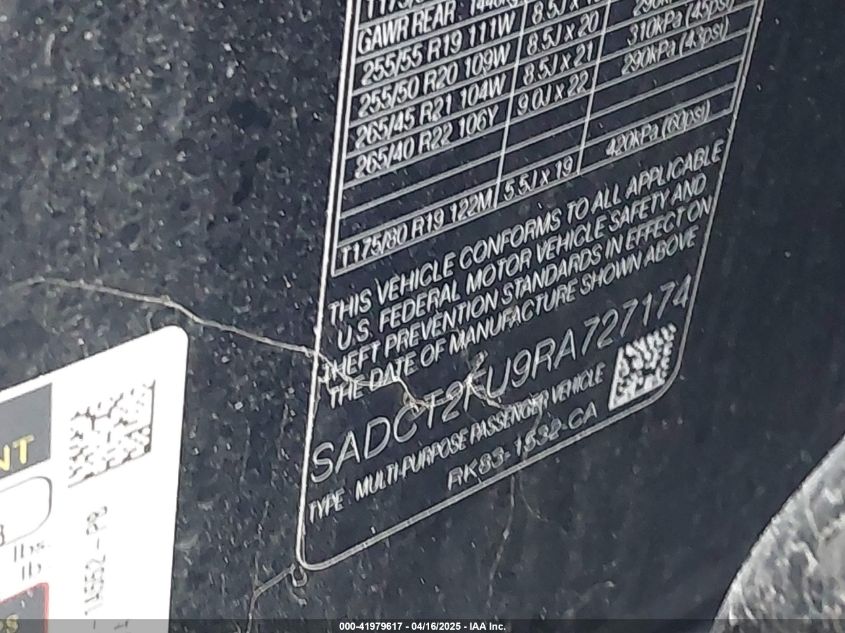 GAWR REAR
255/55 R19 111W
255/50 R20 109W 8.5J x 20 310kPa (45psi)
265/45 R21 104W 8.5J x 21 290kPa (43psi)
265/40 R22 106Y 9.0J x 22
T175/80 R19 122M 5.5J x 19 420kPa (60psi)
THIS VEHICLE CONFORMS TO ALL APPLICABLE
U.S. FEDERAL MOTOR VEHICLE SAFETY AND
THEFT PREVENTION STANDARDS IN EFFECT ON
THE DATE OF MANUFACTURE SHOWN ABOVE
SADCT2FU9RA727174
TYPE : MULTI-PURPOSE PASSENGER VEHICLE
RK83-1532-CA
NT
lbs
lb
000-41979617 - 04/16/2025 - IAA Inc.